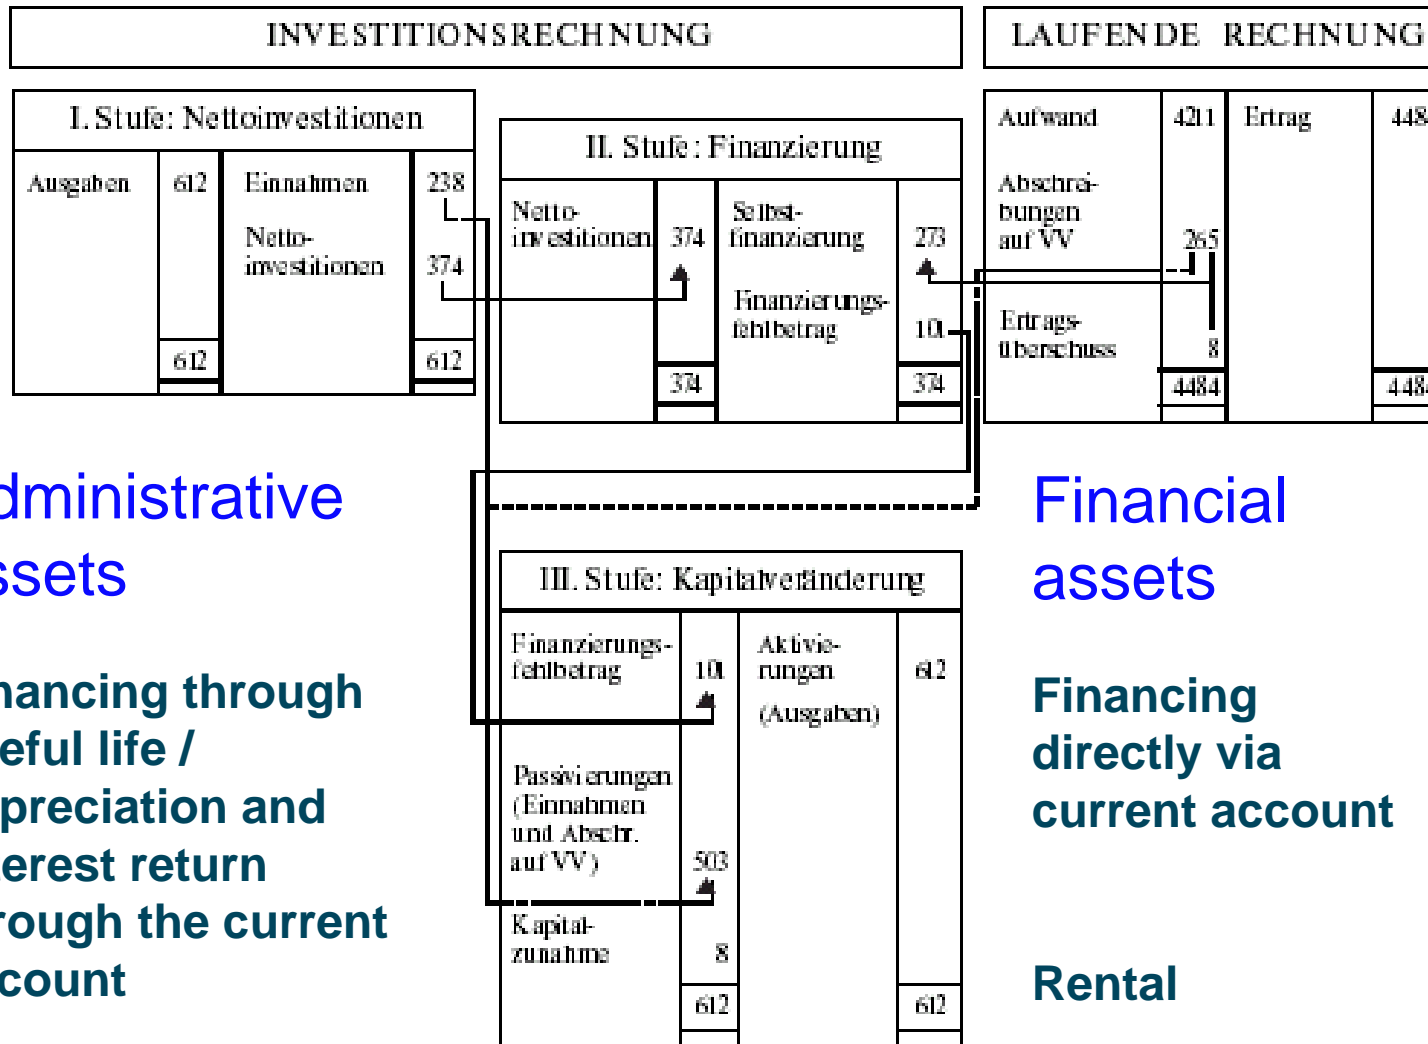 INVESTITIONSRECHNUNG
LAUFENDE RECHNUNG
I. Stufe: Nettoinvestitionen
Ausgaben 612 Einnahmen 238
Netto-
investitionen 374
612 612
II. Stufe: Finanzierung
Netto-
investitionen 374
Selbst-
finanzierung 273
Finanzierungs-
fehlbetrag 101
374 374
Aufwand 4211 Ertrag 448
Abschrei-
bungen
auf VV 265
Ertrags-
überschuss 8
4484 448
dministrative
ssets
nancing through
eful life /
preciation and
terest return
rough the current
count
III. Stufe: Kapitalveränderung
Finanzierungs-
fehlbetrag 101
Aktivie-
rungen 612
(Ausgaben)
Passivierungen
(Einnahmen
und Abschr.
auf VV) 503
Kapital-
zunahme 8
612 612
Financial
assets
Financing
directly via
current account
Rental